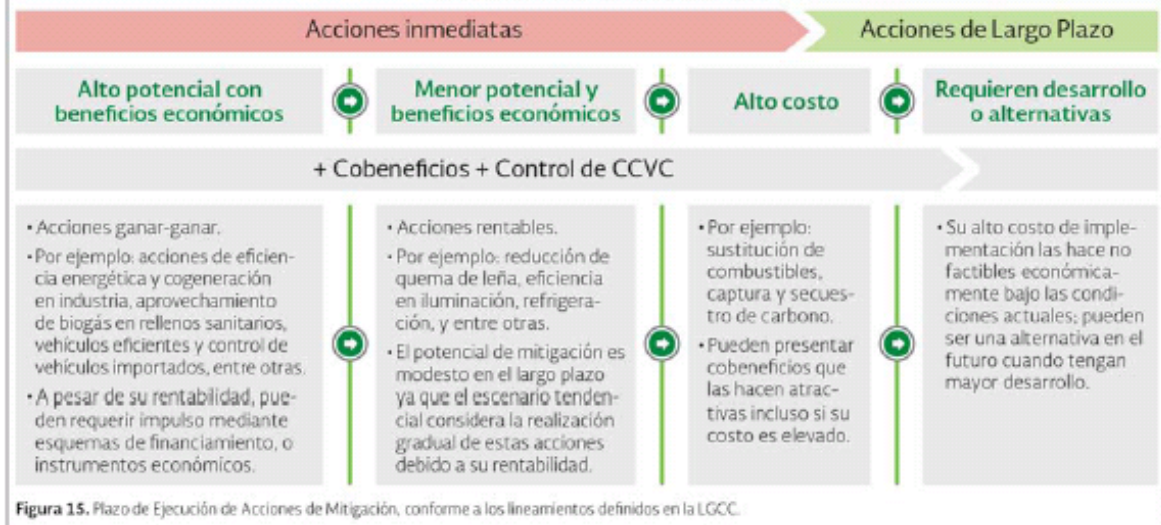 Acciones inmediatas
Acciones de Largo Plazo
Alto potencial con
beneficios económicos
Menor potencial y
beneficios económicos
Alto costo
Requieren desarrollo
o alternativas
+ Cobeneficios + Control de CCVC
• Acciones ganar-ganar.
• Por ejemplo: acciones de eficien-
cia energética y cogeneración
en industria, aprovechamiento
de biogás en rellenos sanitarios,
vehículos eficientes y control de
vehículos importados, entre otras.
• A pesar de su rentabilidad, pue-
den requerir impulso mediante
esquemas de financiamiento, o
instrumentos económicos.
• Acciones rentables.
• Por ejemplo: reducción de
quema de leña, eficiencia
en iluminación, refrigera-
ción, y entre otras.
• El potencial de mitigación es
modesto en el largo plazo
ya que el escenario tenden-
cial considera la realización
gradual de estas acciones
debido a su rentabilidad.
• Por ejemplo:
sustitución de
combustibles,
captura y secues-
tro de carbono.
• Pueden presentar
cobeneficios que
las hacen atrac-
tivas incluso si su
costo es elevado.
• Su alto costo de imple-
mentación las hace no
factibles económica-
mente bajo las condi-
ciones actuales; pueden
ser una alternativa en el
futuro cuando tengan
mayor desarrollo.
Figura 15. Plazo de Ejecución de Acciones de Mitigación, conforme a los lineamientos definidos en la LGCC.